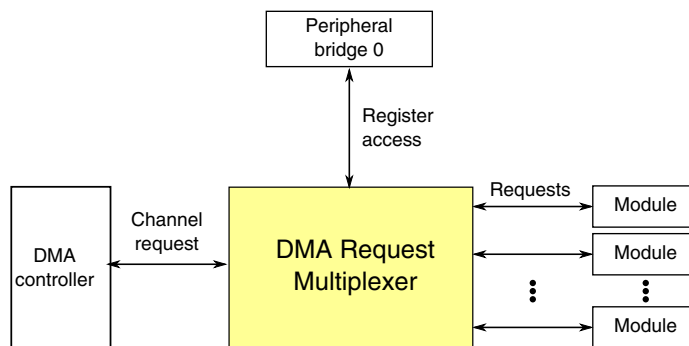 Peripheral
bridge 0
Register
access
Requests
Module
Channel
request
DMA
controller
DMA Request
Multiplexer
Module
Module